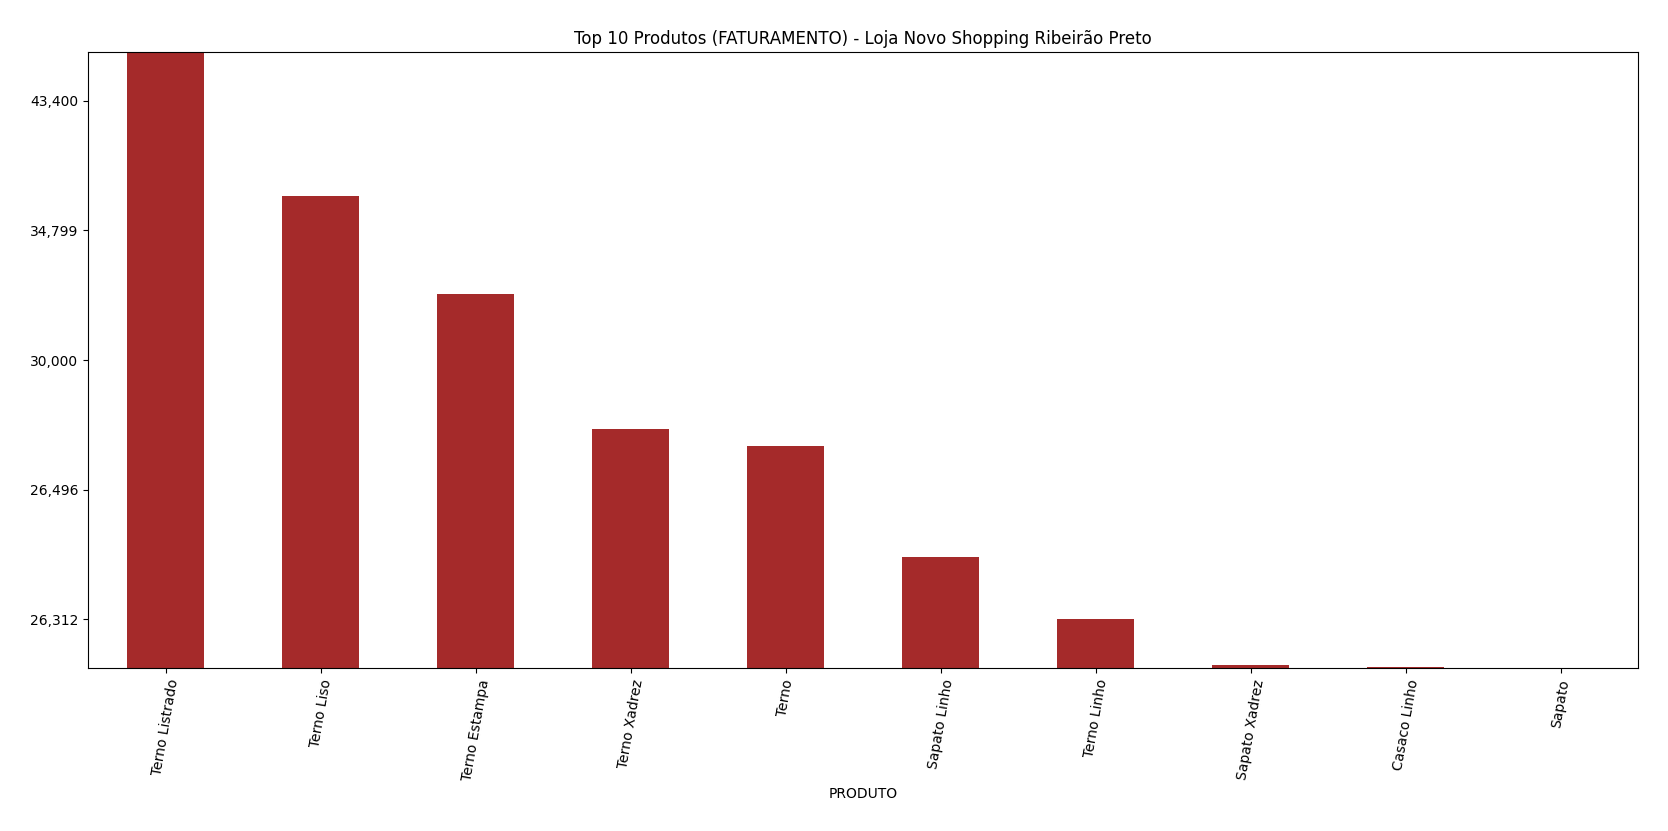 Top 10 Produtos (FATURAMENTO) - Loja Novo Shopping Ribeirão Preto
43,400
34,799
30,000
26,496
26,312
Terno Listrado
Terno Liso
Terno Estampa
Terno Xadrez
Terno
Sapato Linho
Terno Linho
Sapato Xadrez
Casaco Linho
Sapato
PRODUTO